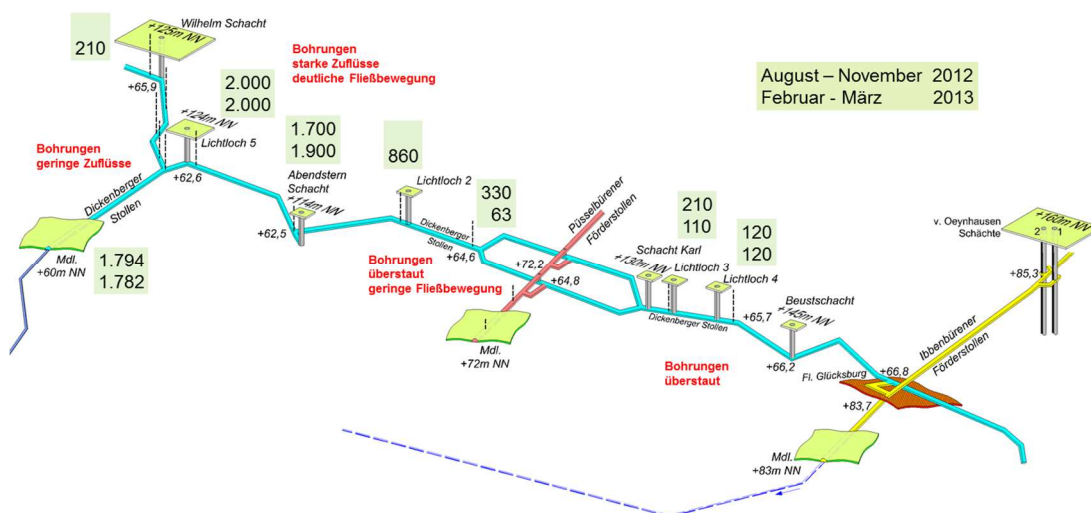 Wilhelm Schacht
+125m NN
210
+65,9
Bohrungen
starke Zuflüsse
deutliche Fließbewegung
August – November 2012
Februar - März 2013
2.000
2.000
+124m NN
Lichtloch 5
+62,6
Bohrungen
geringe Zuflüsse
Dickenberger
Stollen
Mdl.
+60m NN
1.794
1.782
1.700
1.900
Abendstern
Schacht
+114m NN
+62,5
860
Lichtloch 2
Dickenberger
Stollen
330
63
+64,6
Püsselbürener
Förderstollen
+72,2
+64,8
Bohrungen
überstaut
geringe Fließbewegung
Mdl.
+72m NN
210
110
Schacht Karl
+130m NN
Lichtloch 3
120
120
Lichtloch 4
Dickenberger Stollen
+65,7
Beustschacht
+145m NN
+66,2
Bohrungen
überstaut
v. Oeynhausen
Schächte
+160m NN
2 1
+85,3
Ibbenbürener
Förderstollen
Fl. Glücksburg
+66,8
+83,7
Mdl.
+83m NN